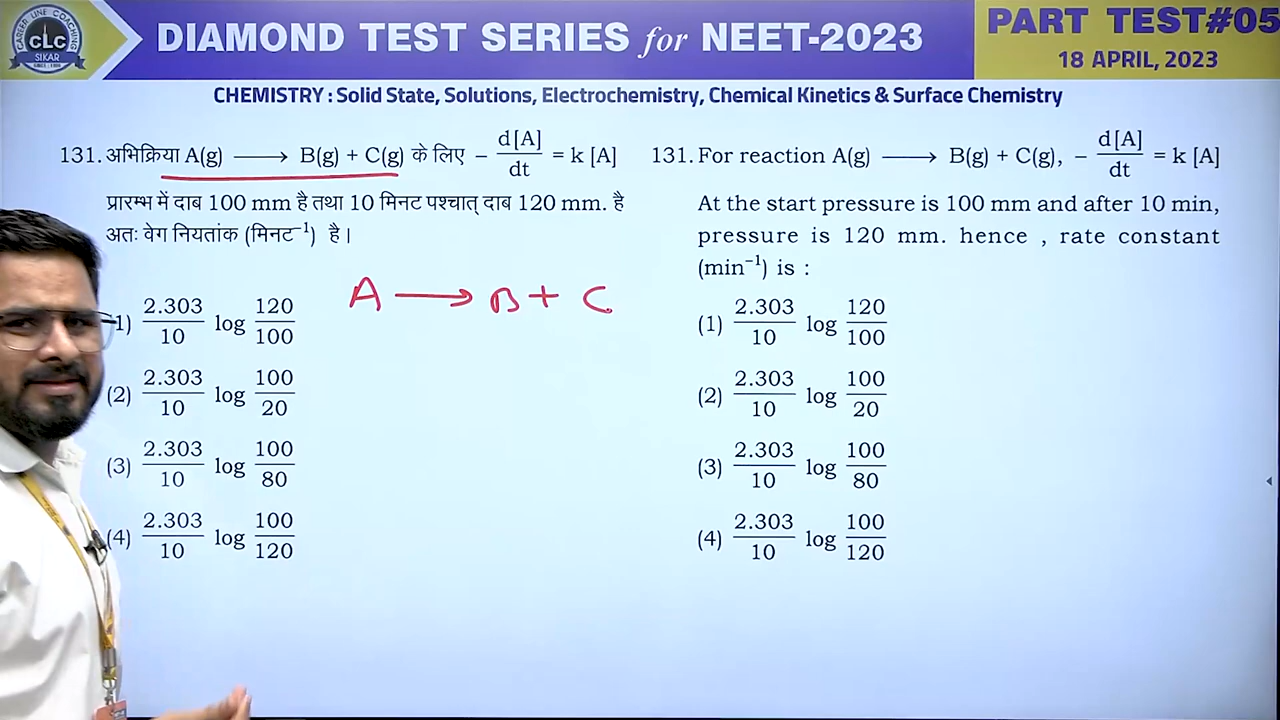 CAREER LINE COACHING
CLC
SIKAR
DIAMOND TEST SERIES for NEET-2023
PART TEST#05
18 APRIL, 2023
CHEMISTRY : Solid State, Solutions, Electrochemistry, Chemical Kinetics & Surface Chemistry
131. अभिक्रिया A(g) ⟶ B(g) + C(g) के लिए – d[A]/dt = k [A]
प्रारम्भ में दाब 100 mm है तथा 10 मिनट पश्चात् दाब 120 mm. है
अतः वेग नियतांक (मिनट⁻¹) है।
1) 2.303/10 log 120/100
(2) 2.303/10 log 100/20
(3) 2.303/10 log 100/80
(4) 2.303/10 log 100/120
A ⟶ B + C
131. For reaction A(g) ⟶ B(g) + C(g), – d[A]/dt = k [A]
At the start pressure is 100 mm and after 10 min,
pressure is 120 mm. hence , rate constant
(min⁻¹) is :
(1) 2.303/10 log 120/100
(2) 2.303/10 log 100/20
(3) 2.303/10 log 100/80
(4) 2.303/10 log 100/120